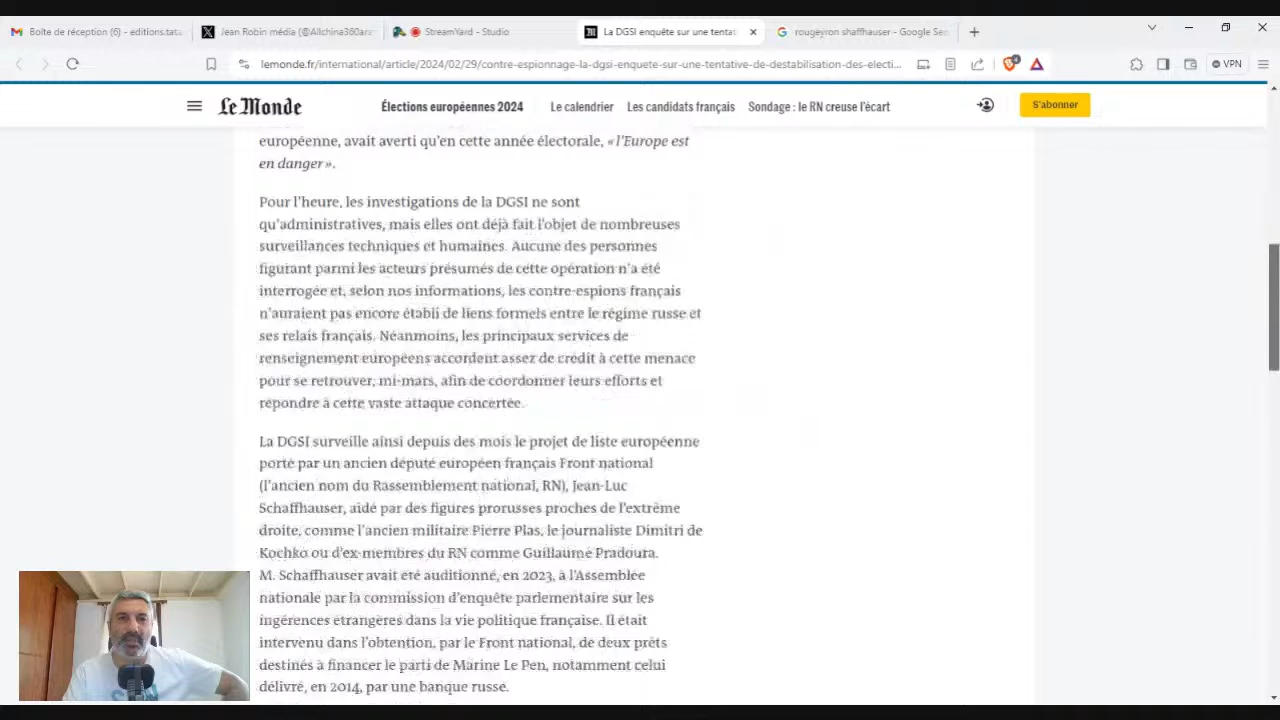 Boîte de réception (6) - editions.tata
Jean Robin média (@Allchina360ara
StreamYard - Studio
La DGSI enquête sur une tentat
rougeyron shaffhauser - Google Se
lemonde.fr/international/article/2024/02/29/contre-espionnage-la-dgsi-enquete-sur-une-tentative-de-destabilisation-des-electi...
VPN
Le Monde
Élections européennes 2024
Le calendrier
Les candidats français
Sondage : le RN creuse l'écart
S'abonner
européenne, avait averti qu'en cette année électorale, « l'Europe est
en danger ».
Pour l'heure, les investigations de la DGSI ne sont
qu'administratives, mais elles ont déjà fait l'objet de nombreuses
surveillances techniques et humaines. Aucune des personnes
figurant parmi les acteurs présumés de cette opération n'a été
interrogée et, selon nos informations, les contre-espions français
n'auraient pas encore établi de liens formels entre le régime russe et
ses relais français. Néanmoins, les principaux services de
renseignement européens accordent assez de crédit à cette menace
pour se retrouver, mi-mars, afin de coordonner leurs efforts et
répondre à cette vaste attaque concertée.
La DGSI surveille ainsi depuis des mois le projet de liste européenne
porté par un ancien député européen français Front national
(l'ancien nom du Rassemblement national, RN), Jean-Luc
Schaffhauser, aidé par des figures prorusses proches de l'extrême
droite, comme l'ancien militaire Pierre Plas, le journaliste Dimitri de
Kochko ou d'ex-membres du RN comme Guillaume Pradoura.
M. Schaffhauser avait été auditionné, en 2023, à l'Assemblée
nationale par la commission d'enquête parlementaire sur les
ingérences étrangères dans la vie politique française. Il était
intervenu dans l'obtention, par le Front national, de deux prêts
destinés à financer le parti de Marine Le Pen, notamment celui
délivré, en 2014, par une banque russe.